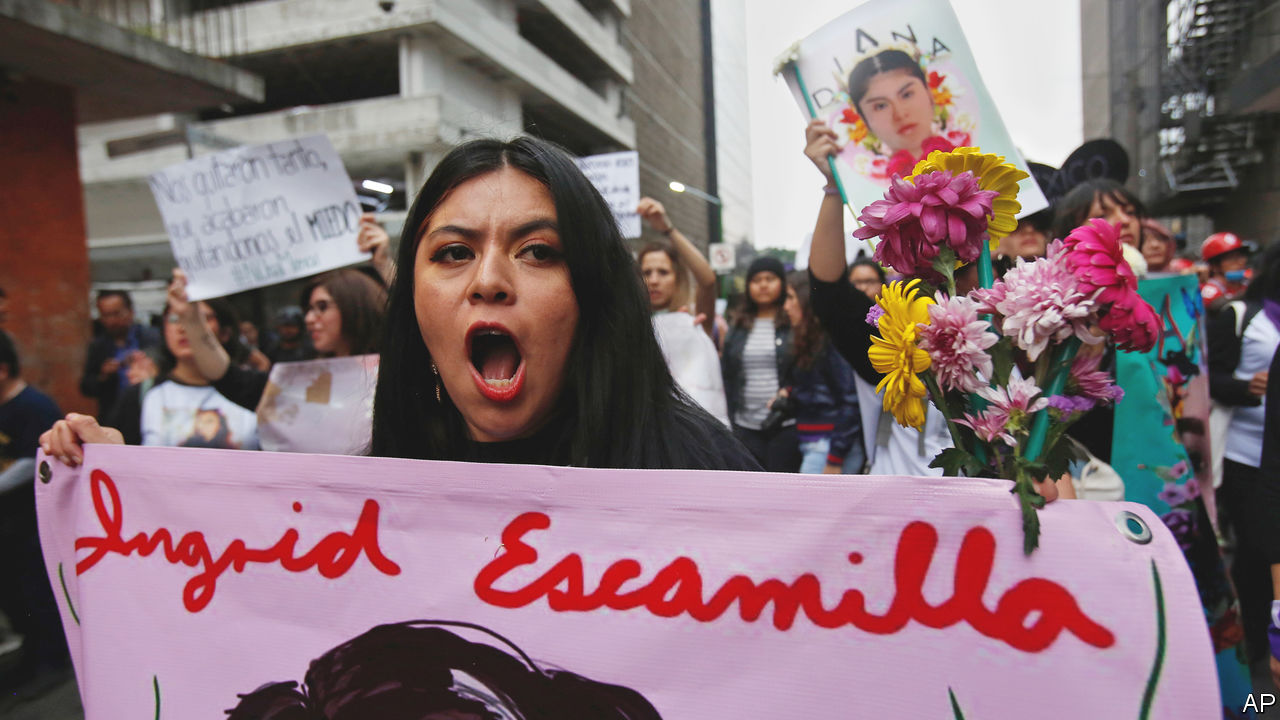 Nos quitaron tanto,
que acabaron
quitándonos el MIEDO
DIANA
Ingrid Escamilla
AP